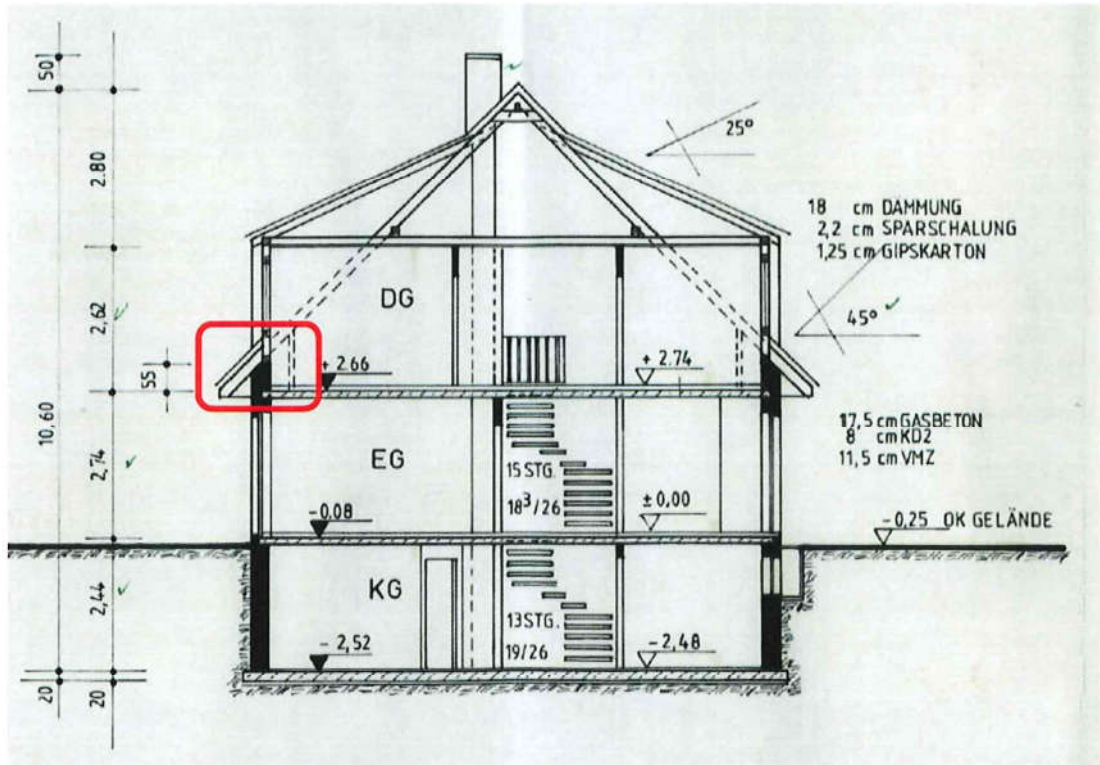 50
25°
2.80
18 cm DÄMMUNG
2,2 cm SPARSCHALUNG
1,25 cm GIPSKARTON
DG
2,62
45°
55
+ 2.66
+ 2.74
10,60
17,5 cm GASBETON
8 cm KD2
11,5 cm VMZ
EG
2,74
15 STG.
18³/26
-0,08
±0,00
-0,25 OK GELÄNDE
KG
2,44
13 STG.
19/26
- 2,52
-2,48
20
20